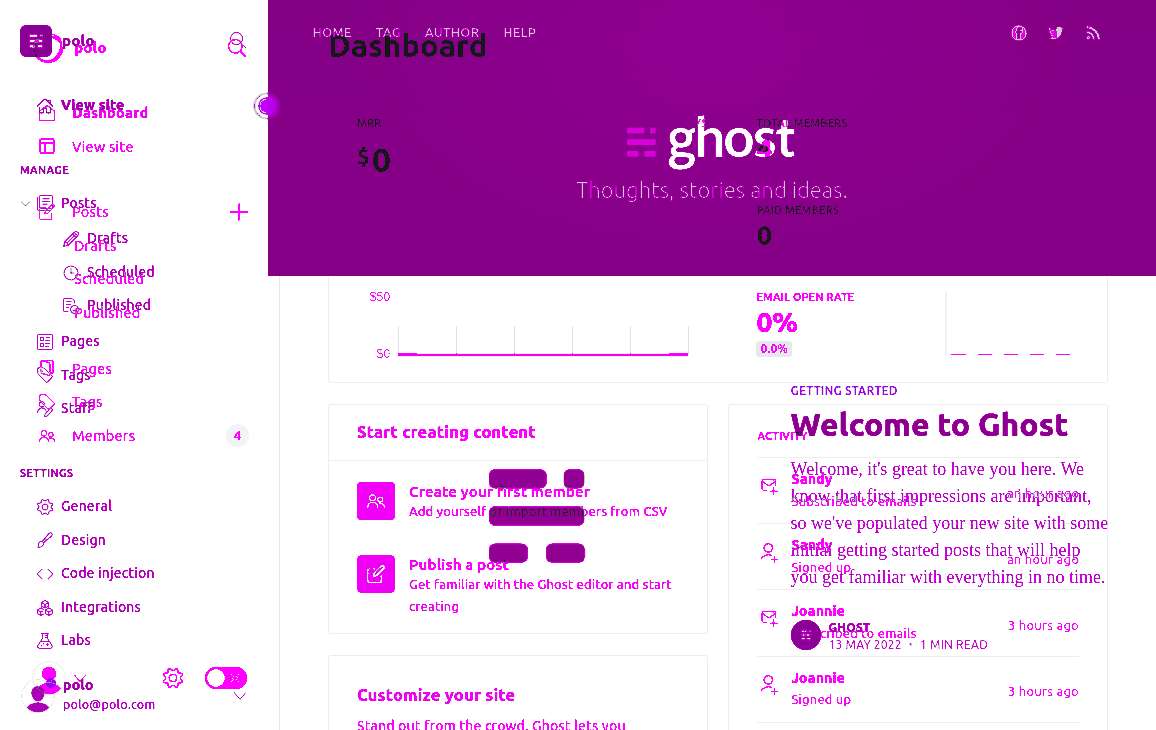 polo
polo
HOME TAG AUTHOR HELP
Dashboard
View site
Dashboard
View site
MRR
$0
TOTAL MEMBERS
ghost
Thoughts, stories and ideas.
PAID MEMBERS
0
MANAGE
Posts
Posts
Drafts
Drafts
Scheduled
Scheduled
Published
Published
Pages
Pages
Tags
Tags
Staff
Members
4
SETTINGS
General
Design
Code injection
Integrations
Labs
polo
polo@polo.com
$50
$0
EMAIL OPEN RATE
0%
0.0%
Start creating content
Create your first member
Add yourself or import members from CSV
Publish a post
Get familiar with the Ghost editor and start
creating
Customize your site
Stand out from the crowd. Ghost lets you
GETTING STARTED
Welcome to Ghost
Welcome, it's great to have you here. We
know that first impressions are important,
so we've populated your new site with some
initial getting started posts that will help
you get familiar with everything in no time.
GHOST
13 MAY 2022 • 1 MIN READ
ACTIVITY
Sandy
Subscribed to emails
an hour ago
Sandy
Signed up
an hour ago
Joannie
Subscribed to emails
3 hours ago
Joannie
Signed up
3 hours ago